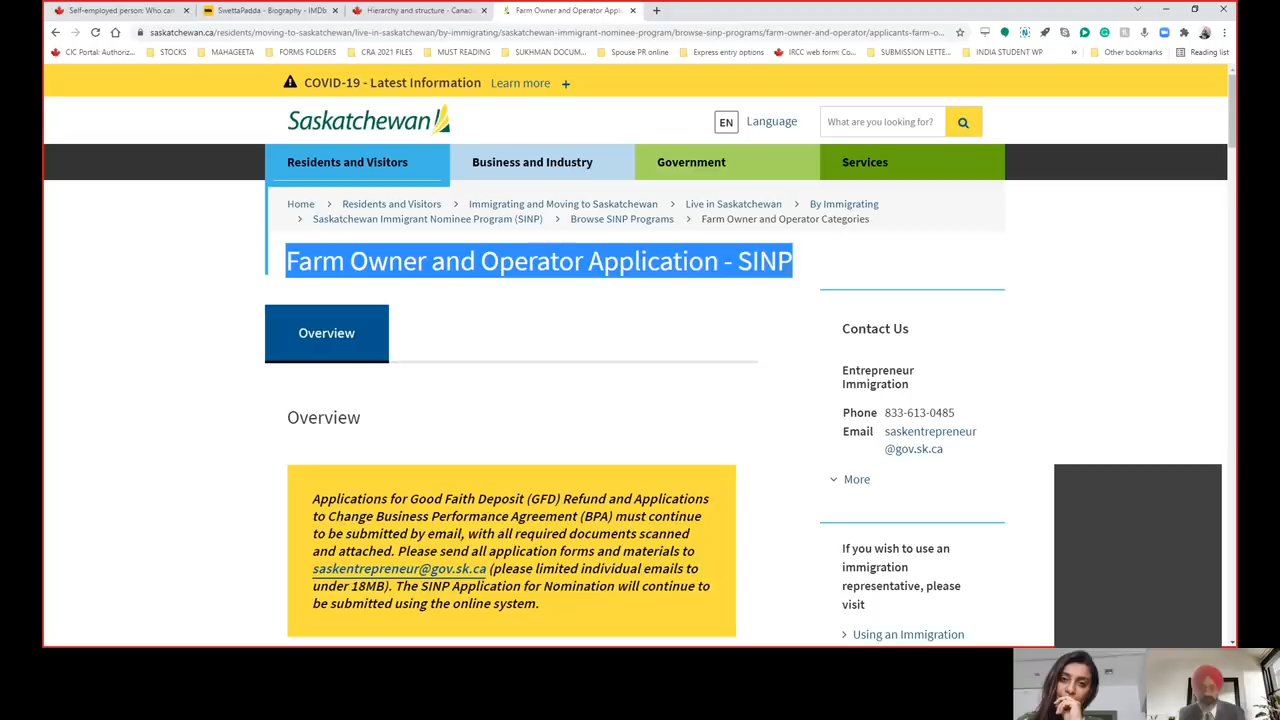 Self-employed person: Who can
SwettaPadda - Biography - IMDb
Hierarchy and structure - Canadi
Farm Owner and Operator Applic
saskatchewan.ca/residents/moving-to-saskatchewan/live-in-saskatchewan/by-immigrating/saskatchewan-immigrant-nominee-program/browse-sinp-programs/farm-owner-and-operator/applicants-farm-o...
CIC Portal: Authoriz... STOCKS MAHAGEETA FORMS FOLDERS CRA 2021 FILES MUST READING SUKHMAN DOCUM... Spouse PR online Express entry options IRCC web form: Co... SUBMISSION LETTE... INDIA STUDENT WP » Other bookmarks Reading list
COVID-19 - Latest Information Learn more +
Saskatchewan
EN Language
What are you looking for?
Residents and Visitors Business and Industry Government Services
Home > Residents and Visitors > Immigrating and Moving to Saskatchewan > Live in Saskatchewan > By Immigrating
> Saskatchewan Immigrant Nominee Program (SINP) > Browse SINP Programs > Farm Owner and Operator Categories
Farm Owner and Operator Application - SINP
Overview
Overview
Applications for Good Faith Deposit (GFD) Refund and Applications
to Change Business Performance Agreement (BPA) must continue
to be submitted by email, with all required documents scanned
and attached. Please send all application forms and materials to
saskentrepreneur@gov.sk.ca (please limited individual emails to
under 18MB). The SINP Application for Nomination will continue to
be submitted using the online system.
Contact Us
Entrepreneur
Immigration
Phone 833-613-0485
Email saskentrepreneur
@gov.sk.ca
More
If you wish to use an
immigration
representative, please
visit
> Using an Immigration